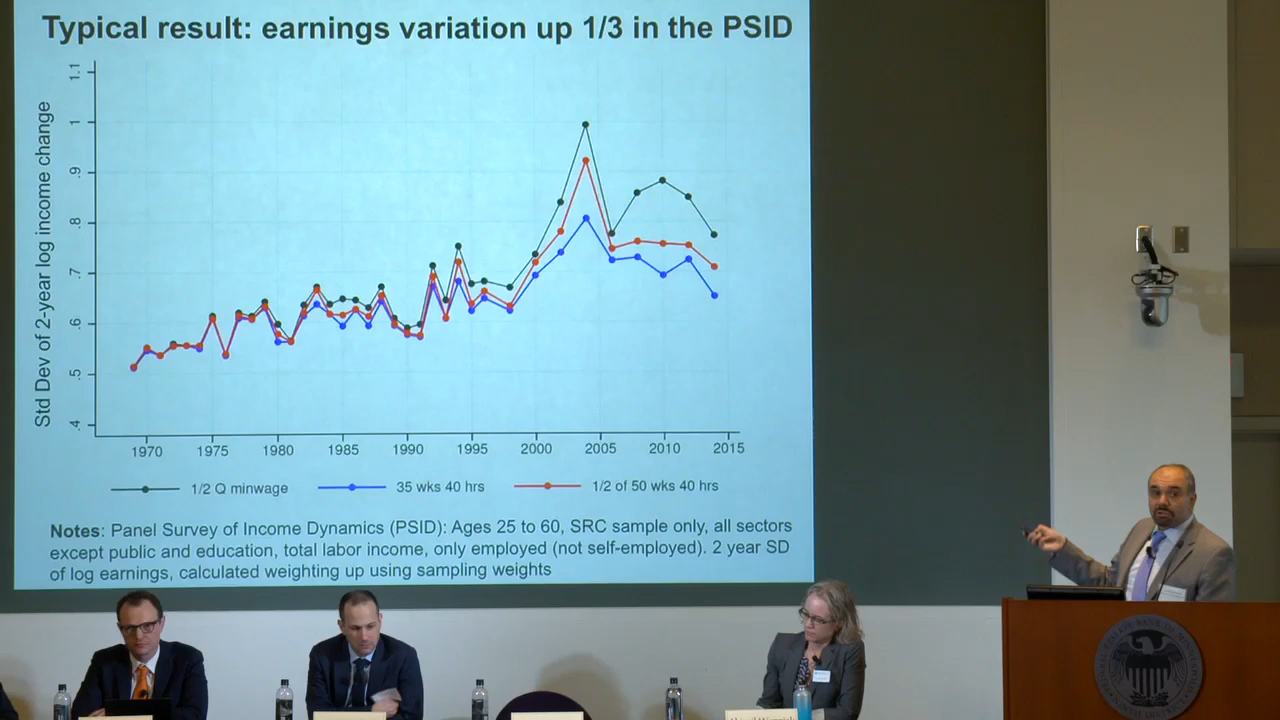 Typical result: earnings variation up 1/3 in the PSID
Std Dev of 2-year log income change
1.1
1
.9
.8
.7
.6
.5
.4
1970 1975 1980 1985 1990 1995 2000 2005 2010 2015
1/2 Q minwage 35 wks 40 hrs 1/2 of 50 wks 40 hrs
Notes: Panel Survey of Income Dynamics (PSID): Ages 25 to 60, SRC sample only, all sectors
except public and education, total labor income, only employed (not self-employed). 2 year SD
of log earnings, calculated weighting up using sampling weights